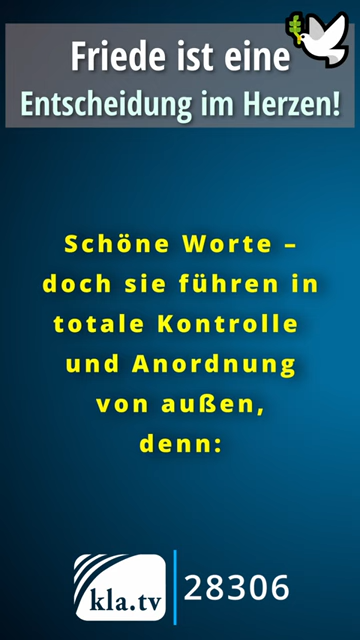 Friede ist eine
Entscheidung im Herzen!
Schöne Worte –
doch sie führen in
totale Kontrolle
und Anordnung
von außen,
denn:
kla.tv
28306